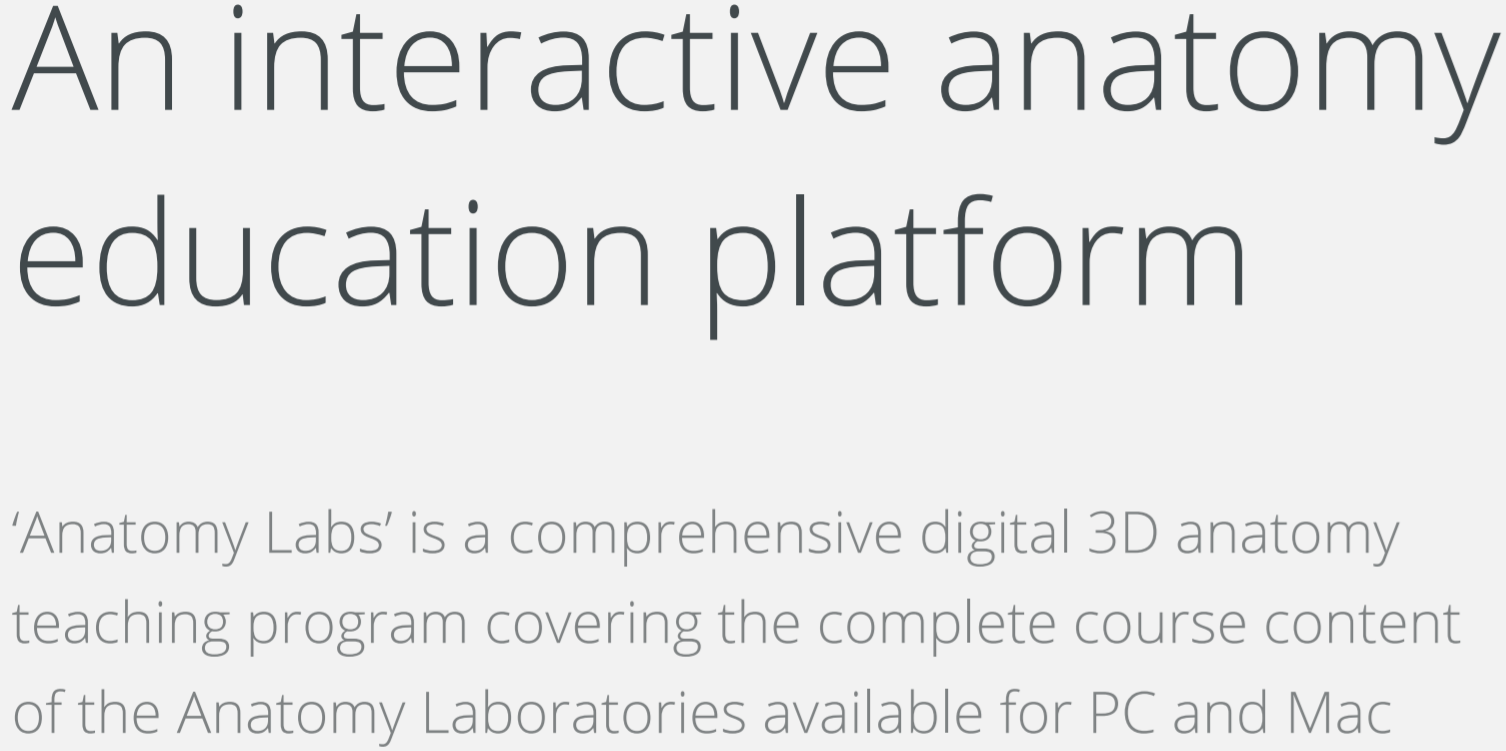 An interactive anatomy
education platform
‘Anatomy Labs’ is a comprehensive digital 3D anatomy
teaching program covering the complete course content
of the Anatomy Laboratories available for PC and Mac